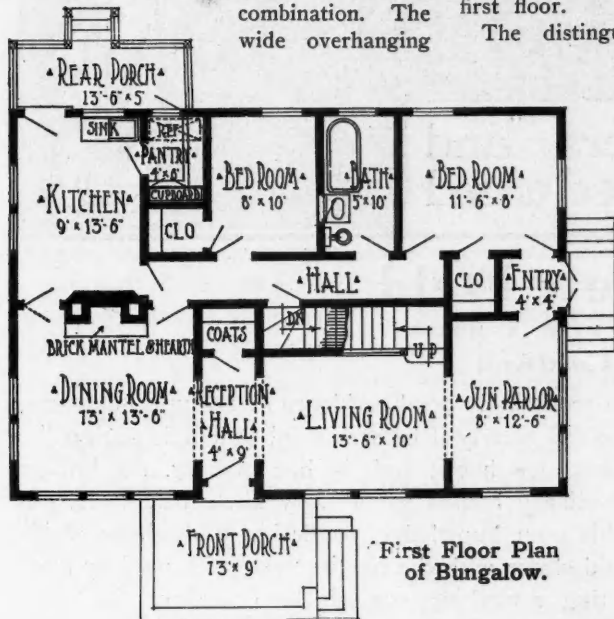 combination. The
wide overhanging
first floor.
The distingu
REAR PORCH
13'-6" x 5'
SINK
REF.
PANTRY
4' x 6'
CUPBOARD
KITCHEN
9' x 13'-6"
BED ROOM
8' x 10'
BATH
5' x 10'
BED ROOM
11'-6" x 8'
CLO
HALL
CLO
ENTRY
4' x 4'
BRICK MANTEL & HEARTH
COATS
DN
UP
DINING ROOM
13' x 13'-6"
RECEPTION
HALL
4' x 9'
LIVING ROOM
13'-6" x 10'
SUN PARLOR
8' x 12'-6"
FRONT PORCH
13' x 9'
First Floor Plan
of Bungalow.